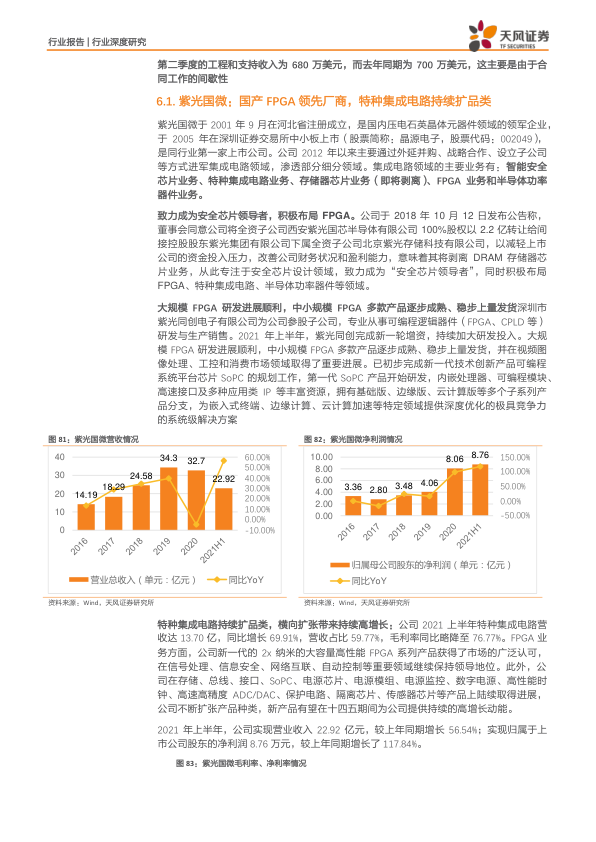 行业报告 | 行业深度研究
天风证券
TF SECURITIES
第二季度的工程和支持收入为 680 万美元，而去年同期为 700 万美元，这主要是由于合
同工作的间歇性
6.1. 紫光国微：国产 FPGA 领先厂商，特种集成电路持续扩品类
紫光国微于 2001 年 9 月在河北省注册成立，是国内压电石英晶体元器件领域的领军企业，
于 2005 年在深圳证券交易所中小板上市（股票简称：晶源电子，股票代码：002049），
是同行业第一家上市公司。公司 2012 年以来主要通过外延并购、战略合作、设立子公司
等方式进军集成电路领域，渗透部分细分领域。集成电路领域的主要业务有：智能安全
芯片业务、特种集成电路业务、存储器芯片业务（即将剥离）、FPGA 业务和半导体功率
器件业务。
致力成为安全芯片领导者，积极布局 FPGA。公司于 2018 年 10 月 12 日发布公告称，
董事会同意公司将全资子公司西安紫光国芯半导体有限公司 100%股权以 2.2 亿转让给间
接控股股东紫光集团有限公司下属全资子公司北京紫光存储科技有限公司，以减轻上市
公司的资金投入压力，改善公司财务状况和盈利能力，意味着其将剥离 DRAM 存储器芯
片业务，从此专注于安全芯片设计领域，致力成为“安全芯片领导者”，同时积极布局
FPGA、特种集成电路、半导体功率器件等领域。
大规模 FPGA 研发进展顺利，中小规模 FPGA 多款产品逐步成熟、稳步上量发货深圳市
紫光同创电子有限公司为公司参股子公司，专业从事可编程逻辑器件（FPGA、CPLD 等）
研发与生产销售。2021 年上半年，紫光同创完成新一轮增资，持续加大研发投入。大规
模 FPGA 研发进展顺利，中小规模 FPGA 多款产品逐步成熟、稳步上量发货，并在视频图
像处理、工控和消费市场领域取得了重要进展。已初步完成新一代技术创新产品可编程
系统平台芯片 SoPC 的规划工作，第一代 SoPC 产品开始研发，内嵌处理器、可编程模块、
高速接口及多种应用类 IP 等丰富资源，拥有基础版、边缘版、云计算版等多个子系列产
品分支，为嵌入式终端、边缘计算、云计算加速等特定领域提供深度优化的极具竞争力
的系统级解决方案
图 81：紫光国微营收情况
40
30
20
10
0
14.19
18.29
24.58
34.3
32.7
22.92
60.00%
50.00%
40.00%
30.00%
20.00%
10.00%
0.00%
-10.00%
2016
2017
2018
2019
2020
2021H1
营业总收入（单元：亿元）
同比YoY
资料来源：Wind，天风证券研究所
图 82：紫光国微净利润情况
10.00
8.00
6.00
4.00
2.00
0.00
3.36
2.80
3.48
4.06
8.06
8.76
150.00%
100.00%
50.00%
0.00%
-50.00%
2016
2017
2018
2019
2020
2021H1
归属母公司股东的净利润（单元：亿元）
同比YoY
资料来源：Wind，天风证券研究所
特种集成电路持续扩品类，横向扩张带来持续高增长：公司 2021 上半年特种集成电路营
收达 13.70 亿，同比增长 69.91%，营收占比 59.77%，毛利率同比略降至 76.77%。FPGA 业
务方面，公司新一代的 2x 纳米的大容量高性能 FPGA 系列产品获得了市场的广泛认可，
在信号处理、信息安全、网络互联、自动控制等重要领域继续保持领导地位。此外，公
司在存储、总线、接口、SoPC、电源芯片、电源模组、电源监控、数字电源、高性能时
钟、高速高精度 ADC/DAC、保护电路、隔离芯片、传感器芯片等产品上陆续取得进展，
公司不断扩张产品种类，新产品有望在十四五期间为公司提供持续的高增长动能。
2021 年上半年，公司实现营业收入 22.92 亿元，较上年同期增长 56.54%；实现归属于上
市公司股东的净利润 8.76 万元，较上年同期增长了 117.84%。
图 83：紫光国微毛利率、净利率情况